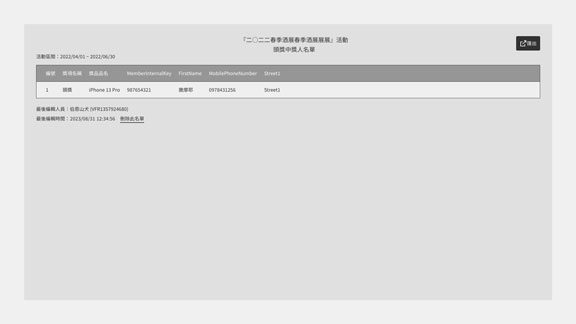 『二〇二二春季酒展春季酒展展展』活動
頭獎中獎人名單
匯出
活動區間：2022/04/01 ~ 2022/06/30
編號 獎項名稱 獎品品名 MemberInternalKey FirstName MobilePhoneNumber Street1
1 頭獎 iPhone 13 Pro 987654321 0978431256 Street1
最後編輯人員：伯恩山犬 (VFR1357924680)
最後編輯時間：2023/08/31 12:34:56 刪除此名單